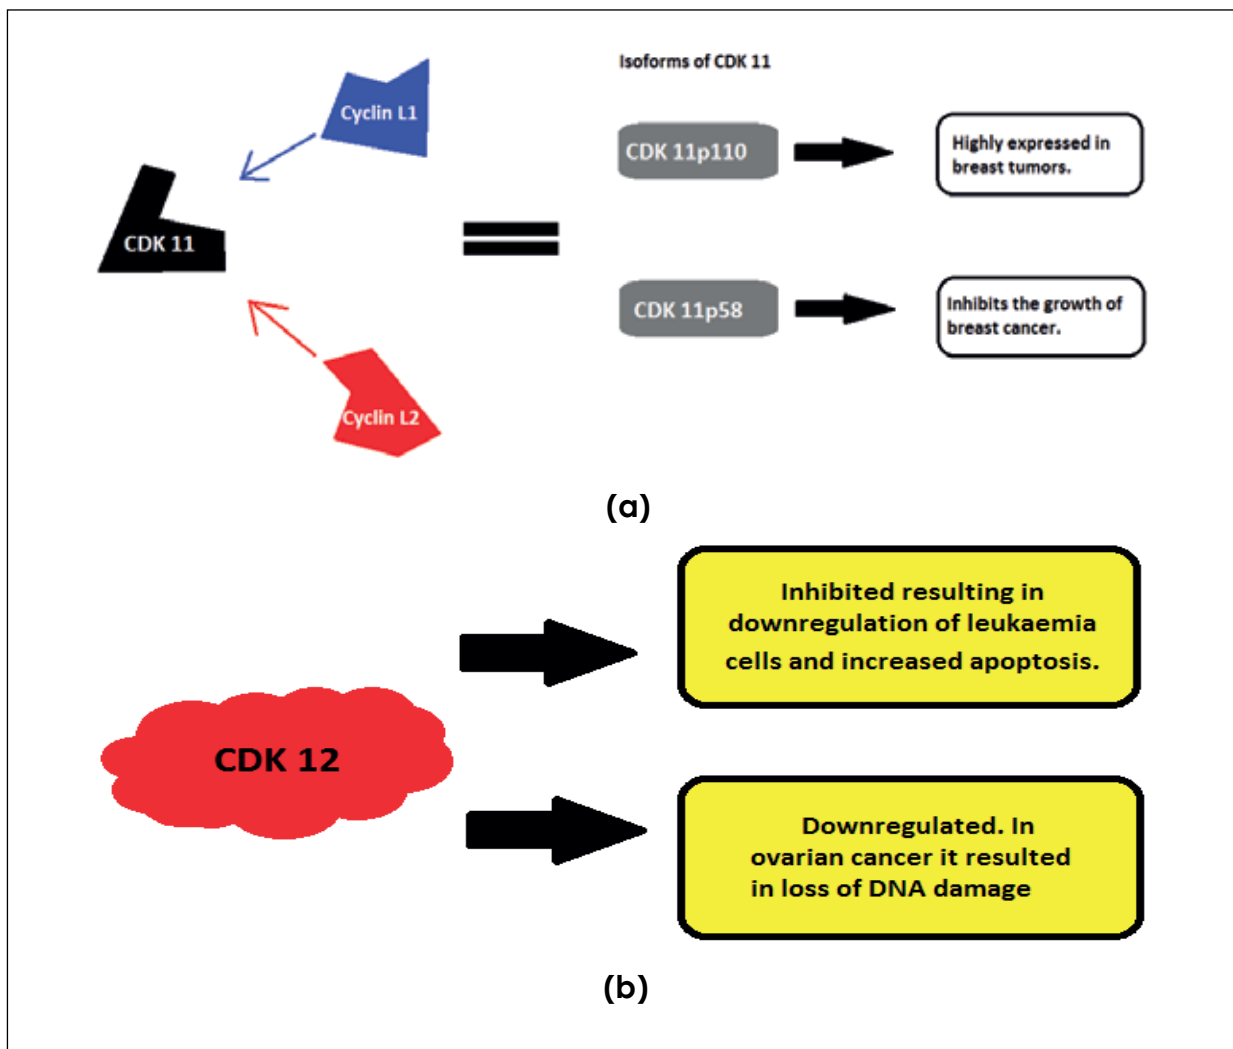 Isoforms of CDK 11
Cyclin L1
CDK 11p110
Highly expressed in
breast tumors.
CDK 11
CDK 11p58
Inhibits the growth of
breast cancer.
Cyclin L2
(a)
Inhibited resulting in
downregulation of leukaemia
cells and increased apoptosis.
CDK 12
Downregulated. In
ovarian cancer it resulted
in loss of DNA damage
(b)